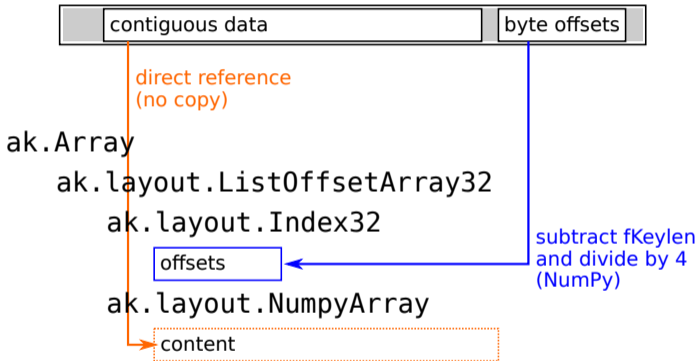 contiguous data
byte offsets
direct reference
(no copy)
ak.Array
ak.layout.ListOffsetArray32
ak.layout.Index32
offsets
subtract fKeylen
and divide by 4
(NumPy)
ak.layout.NumpyArray
content